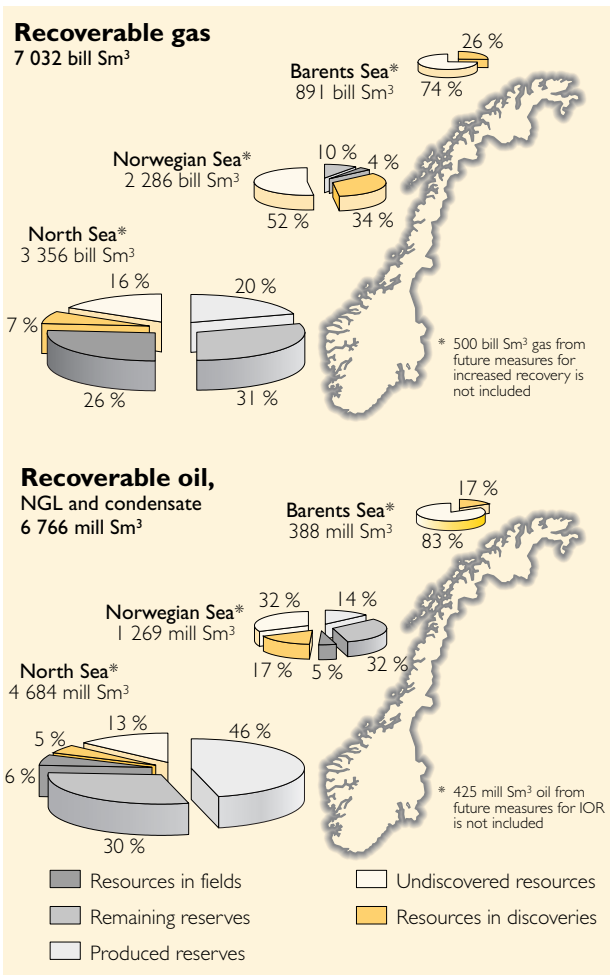 Recoverable gas
7 032 bill Sm³
Barents Sea*
891 bill Sm³
26 %
74 %
Norwegian Sea*
2 286 bill Sm³
10 %
4 %
52 %
34 %
North Sea*
3 356 bill Sm³
16 %
20 %
7 %
26 %
31 %
* 500 bill Sm³ gas from
future measures for
increased recovery is
not included
Recoverable oil,
NGL and condensate
6 766 mill Sm³
Barents Sea*
388 mill Sm³
17 %
83 %
Norwegian Sea*
1 269 mill Sm³
32 %
14 %
17 %
5 %
32 %
North Sea*
4 684 mill Sm³
13 %
46 %
5 %
6 %
30 %
* 425 mill Sm³ oil from
future measures for IOR
is not included
Resources in fields
Remaining reserves
Produced reserves
Undiscovered resources
Resources in discoveries